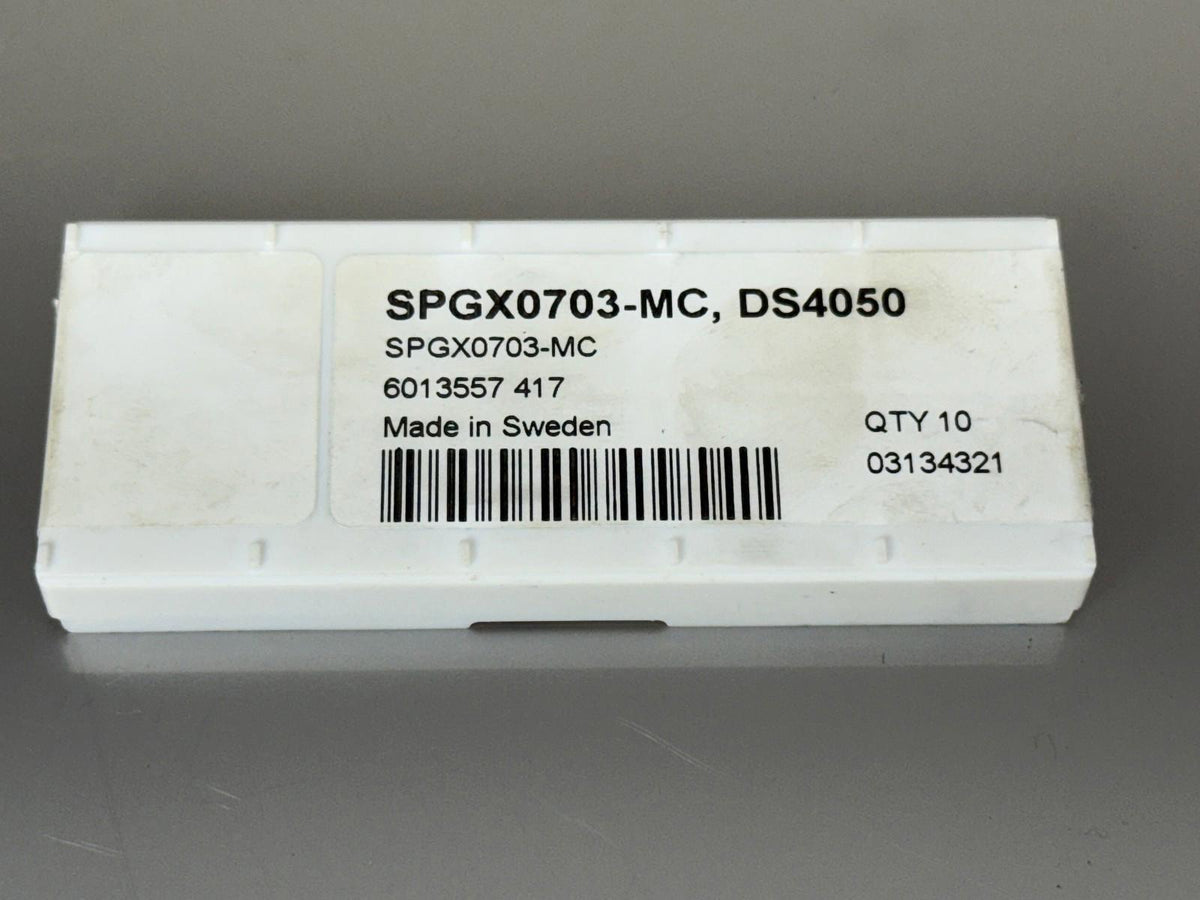 SPGX0703-MC, DS4050
SPGX0703-MC
6013557 417
Made in Sweden
QTY 10
03134321